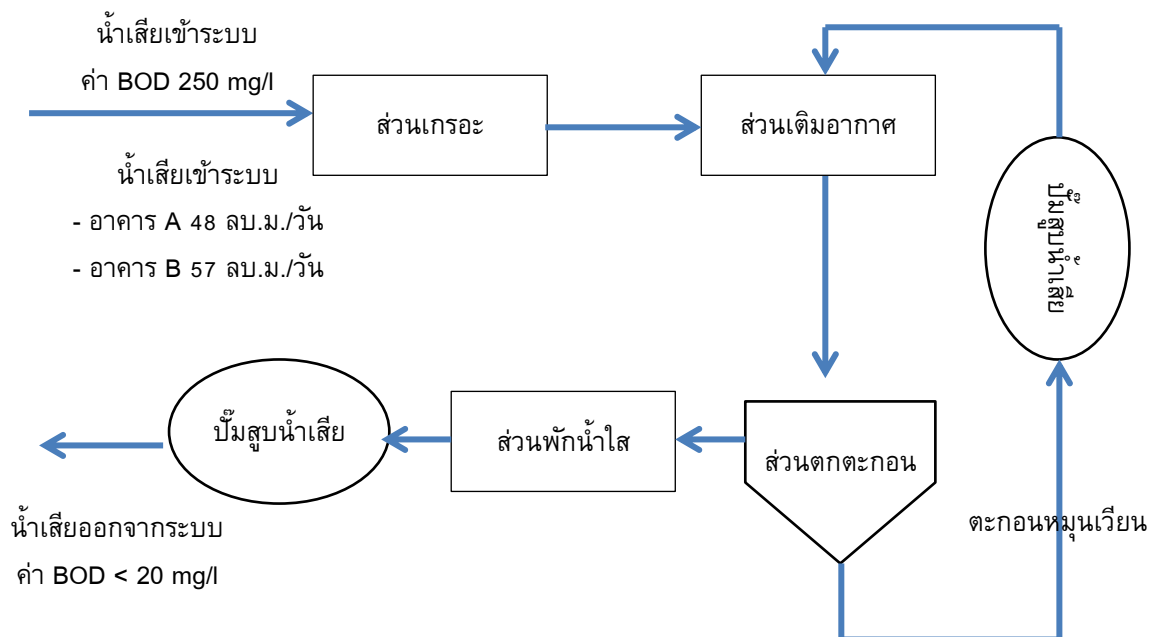 น้ำเสียเข้าระบบ
ค่า BOD 250 mg/l
ส่วนเกรอะ
ส่วนเติมอากาศ
น้ำเสียเข้าระบบ
- อาคาร A 48 ลบ.ม./วัน
- อาคาร B 57 ลบ.ม./วัน
ปั๊มสูบน้ำเสีย
ปั๊มสูบน้ำเสีย
ส่วนพักน้ำใส
ส่วนตกตะกอน
น้ำเสียออกจากระบบ
ค่า BOD < 20 mg/l
ตะกอนหมุนเวียน